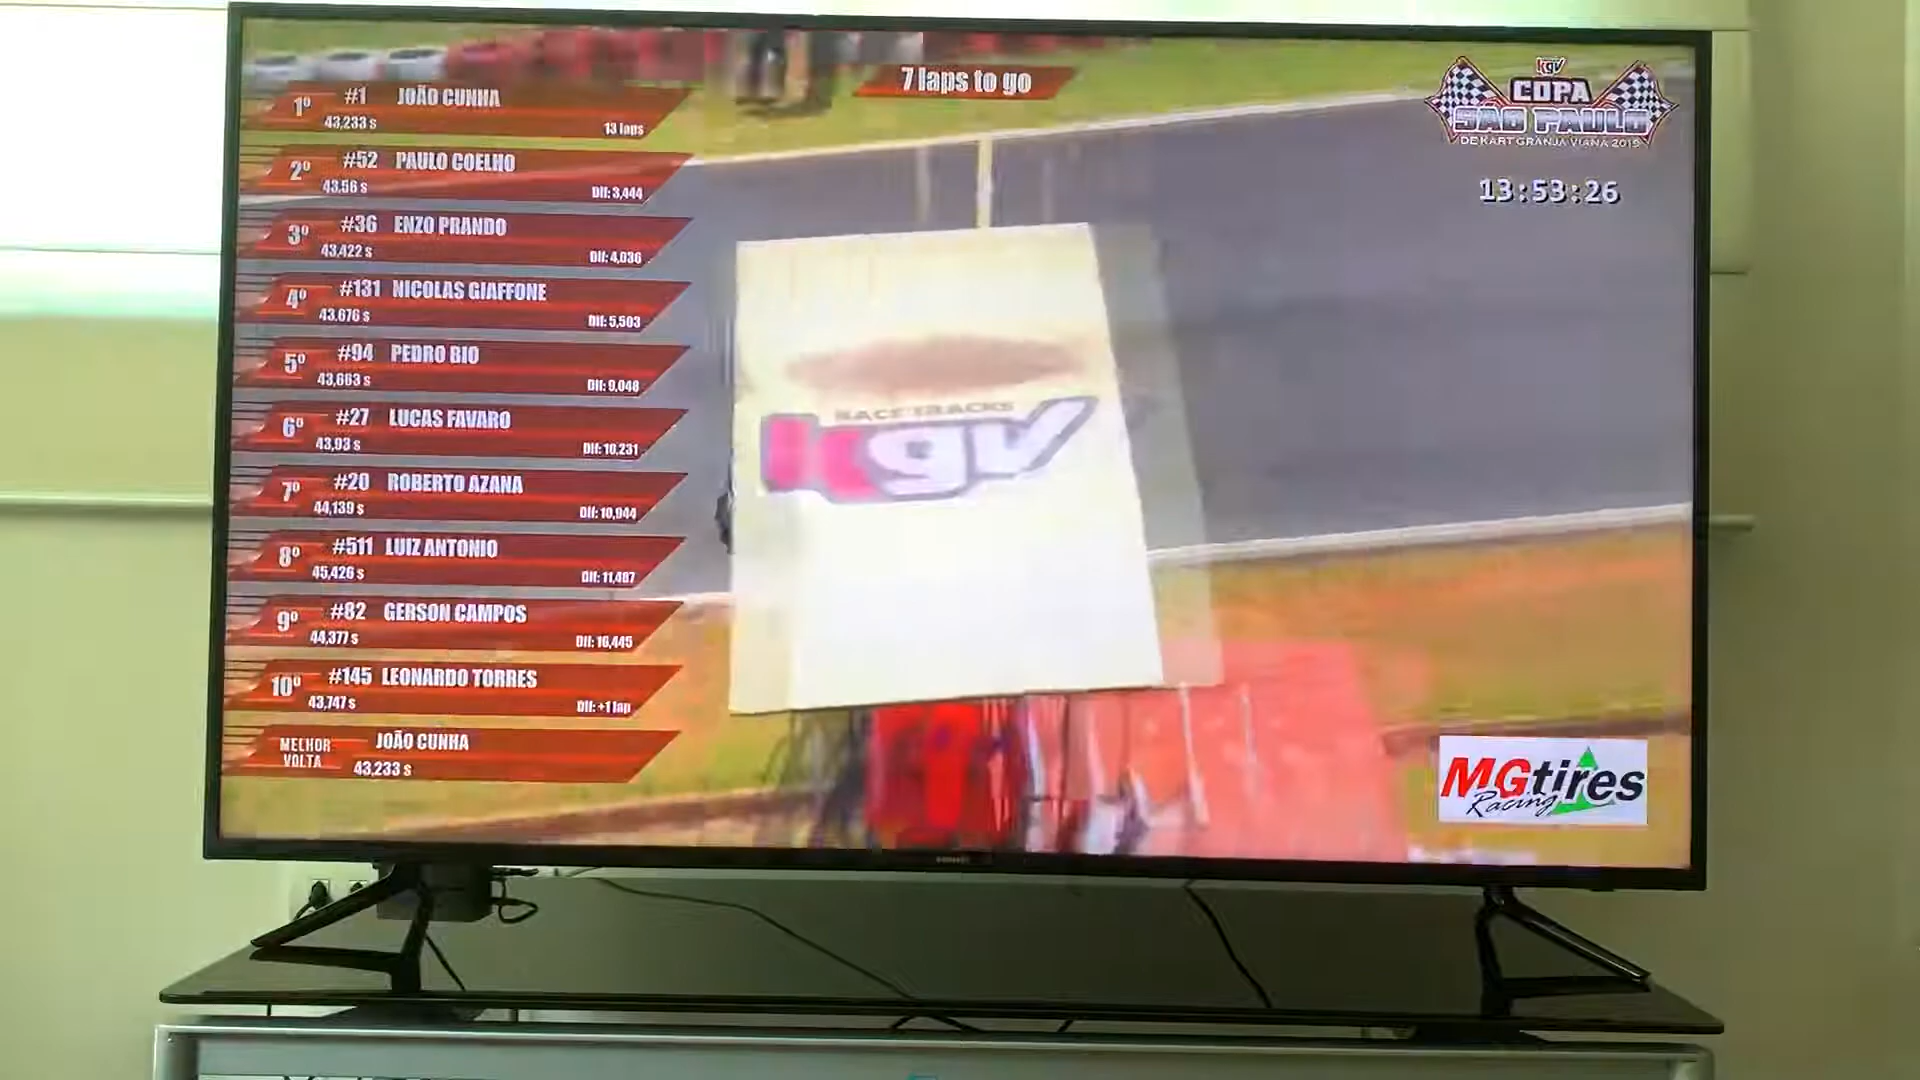 7 laps to go
1º #1 JOÃO CUNHA
43,233 s 13 laps
2º #52 PAULO COELHO
43,56 s Dif: 3,444
3º #36 ENZO PRANDO
43,422 s Dif: 4,036
4º #131 NICOLAS GIAFFONE
43,676 s Dif: 5,503
5º #94 PEDRO BIO
43,663 s Dif: 9,048
6º #27 LUCAS FAVARO
43,93 s Dif: 10,231
7º #20 ROBERTO AZANA
44,139 s Dif: 10,944
8º #511 LUIZ ANTONIO
45,426 s Dif: 11,487
9º #82 GERSON CAMPOS
44,377 s Dif: 16,445
10º #145 LEONARDO TORRES
43,747 s Dif: +1 lap
MELHOR VOLTA JOÃO CUNHA
43,233 s
kgv
COPA
SÃO PAULO
DE KART GRANJA VIANA 2019
13:53:26
RACE TRACKS
kgv
MGtires
Racing